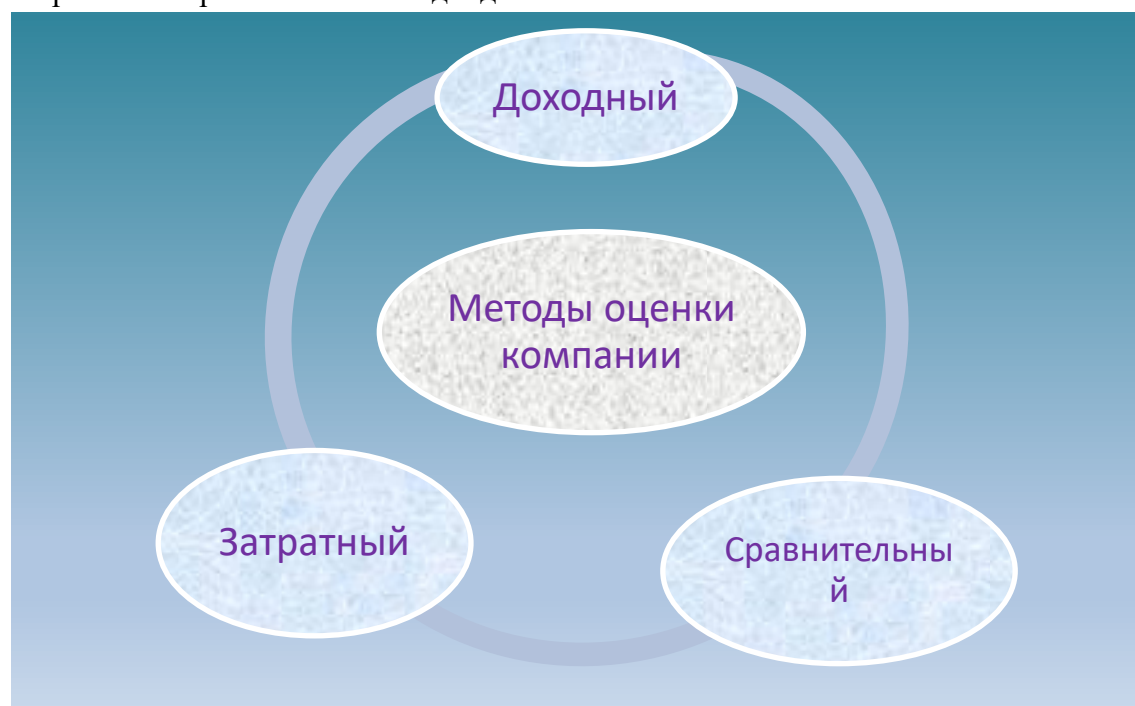 Доходный
Методы оценки
компании
Затратный
Сравнительны
й